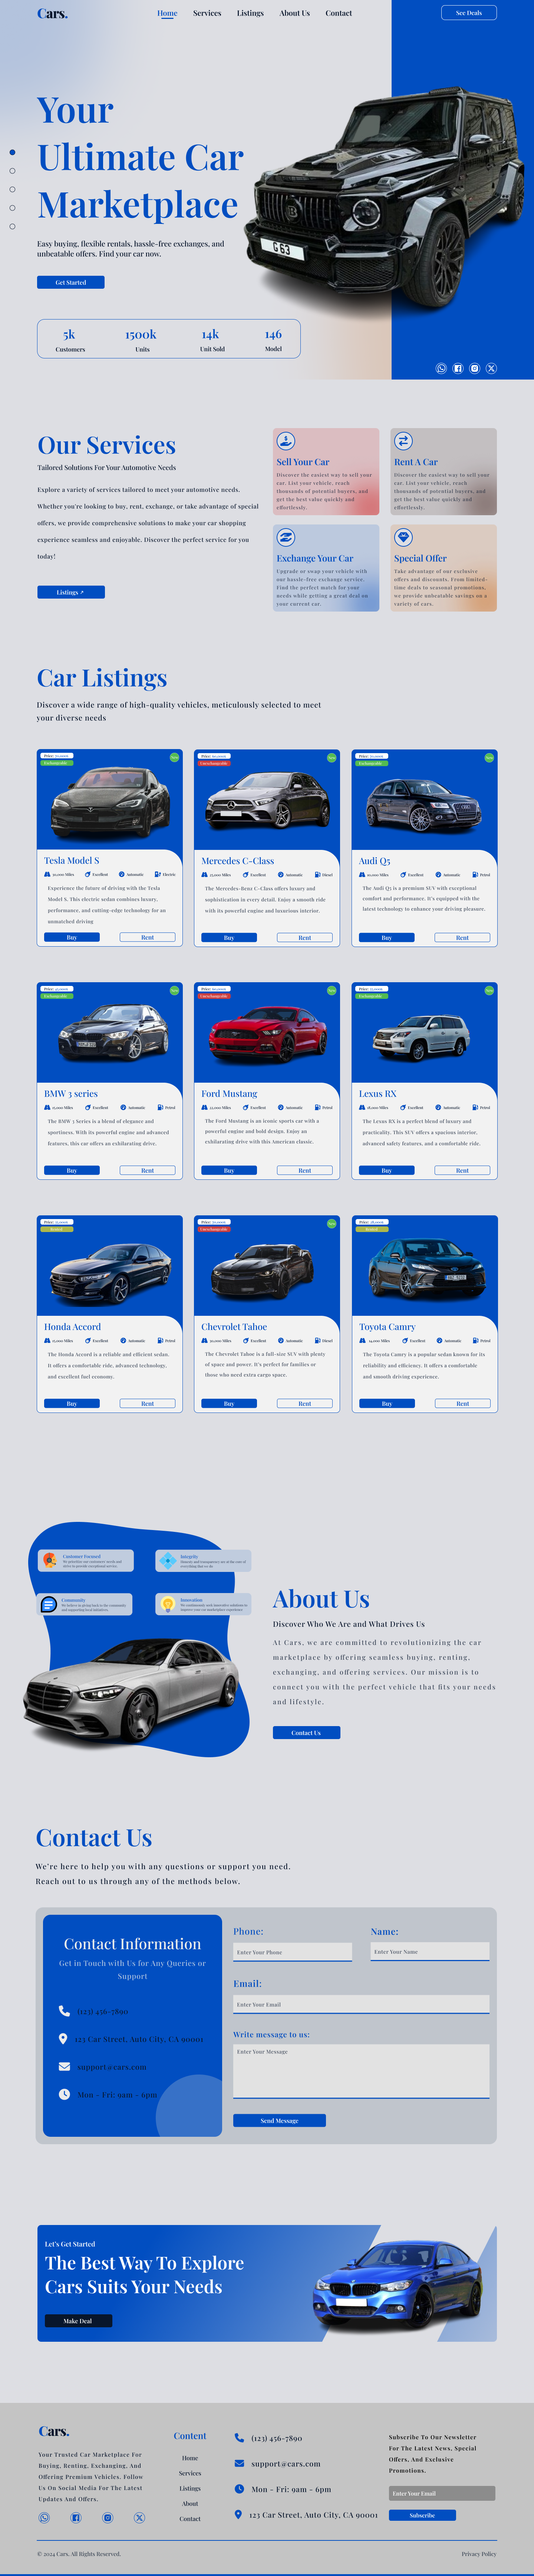 Cars.
Home Services Listings About Us Contact
See Deals
Your
Ultimate Car
Marketplace
G 63
Easy buying, flexible rentals, hassle-free exchanges, and
unbeatable offers. Find your car now.
Get Started
5k 1500k 14k 146
Customers Units Unit Sold Model
Our Services
Tailored Solutions For Your Automotive Needs
Explore a variety of services tailored to meet your automotive needs.
Whether you're looking to buy, rent, exchange, or take advantage of special
offers, we provide comprehensive solutions to make your car shopping
experience seamless and enjoyable. Discover the perfect service for you
today!
Listings ↗
Sell Your Car
Discover the easiest way to sell your
car. List your vehicle, reach
thousands of potential buyers, and
get the best value quickly and
effortlessly.
Rent A Car
Discover the easiest way to sell your
car. List your vehicle, reach
thousands of potential buyers, and
get the best value quickly and
effortlessly.
Exchange Your Car
Upgrade or swap your vehicle with
our hassle-free exchange service.
Find the perfect match for your
needs while getting a great deal on
your current car.
Special Offer
Take advantage of our exclusive
offers and discounts. From limited-
time deals to seasonal promotions,
we provide unbeatable savings on a
variety of cars.
Car Listings
Discover a wide range of high-quality vehicles, meticulously selected to meet
your diverse needs
Tesla Model S
Excellent Automatic Electric
Experience the future of driving with the Tesla
Model S. This electric sedan combines luxury,
performance, and cutting-edge technology for an
unmatched driving
Buy Rent
Mercedes C-Class
Excellent Automatic Diesel
The Mercedes-Benz C-Class offers luxury and
sophistication in every detail. Enjoy a smooth ride
with its powerful engine and luxurious interior.
Buy Rent
Audi Q5
Excellent Automatic Petrol
The Audi Q5 is a premium SUV with exceptional
comfort and performance. It's equipped with the
latest technology to enhance your driving pleasure.
Buy Rent
BMW 3 series
Excellent Automatic Petrol
The BMW 3 Series is a blend of elegance and
sportiness. With its powerful engine and advanced
features, this car offers an exhilarating drive.
Buy Rent
Ford Mustang
Excellent Automatic Petrol
The Ford Mustang is an iconic sports car with a
powerful engine and bold design. Enjoy an
exhilarating drive with this American classic.
Buy Rent
Lexus RX
Excellent Automatic Petrol
The Lexus RX is a perfect blend of luxury and
practicality. This SUV offers a spacious interior,
advanced safety features, and a comfortable ride.
Buy Rent
Honda Accord
Excellent Automatic Petrol
The Honda Accord is a reliable and efficient sedan.
It offers a comfortable ride, advanced technology,
and excellent fuel economy.
Buy Rent
Chevrolet Tahoe
Excellent Automatic Diesel
The Chevrolet Tahoe is a full-size SUV with plenty
of space and power. It's perfect for families or
those who need extra cargo space.
Buy Rent
Toyota Camry
Excellent Automatic Petrol
The Toyota Camry is a popular sedan known for its
reliability and efficiency. It offers a comfortable
and smooth driving experience.
Buy Rent
Customer Focused
Integrity
Community
Innovation
About Us
Discover Who We Are and What Drives Us
At Cars, we are committed to revolutionizing the car
marketplace by offering seamless buying, renting,
exchanging, and offering services. Our mission is to
connect you with the perfect vehicle that fits your needs
and lifestyle.
Contact Us
Contact Us
We're here to help you with any questions or support you need.
Reach out to us through any of the methods below.
Contact Information
Get in Touch with Us for Any Queries or
Support
(123) 456-7890
123 Car Street, Auto City, CA 90001
support@cars.com
Mon - Fri: 9am - 6pm
Phone: Name:
Enter Your Phone Enter Your Name
Email:
Enter Your Email
Write message to us:
Enter Your Message
Send Message
Let's Get Started
The Best Way To Explore
Cars Suits Your Needs
Make Deal
Cars.
Your Trusted Car Marketplace For
Buying, Renting, Exchanging, And
Offering Premium Vehicles. Follow
Us On Social Media For The Latest
Updates And Offers.
Content
Home
Services
Listings
About
Contact
(123) 456-7890
support@cars.com
Mon - Fri: 9am - 6pm
123 Car Street, Auto City, CA 90001
Subscribe To Our Newsletter
For The Latest News, Special
Offers, And Exclusive
Promotions.
Enter Your Email
Subscribe
© 2024 Cars. All Rights Reserved.
Privacy Policy